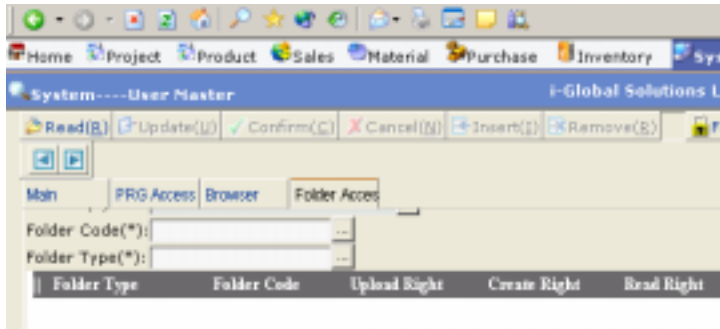 Home Project Product Sales Material Purchase Inventory Sys
System----User Master i-Global Solutions L
Read(R) Update(U) Confirm(C) Cancel(N) Insert(I) Remove(E) F
Main PRG Access Browser Folder Acces
Folder Code(*): ...
Folder Type(*): ...
Folder Type Folder Code Upload Right Create Right Read Right